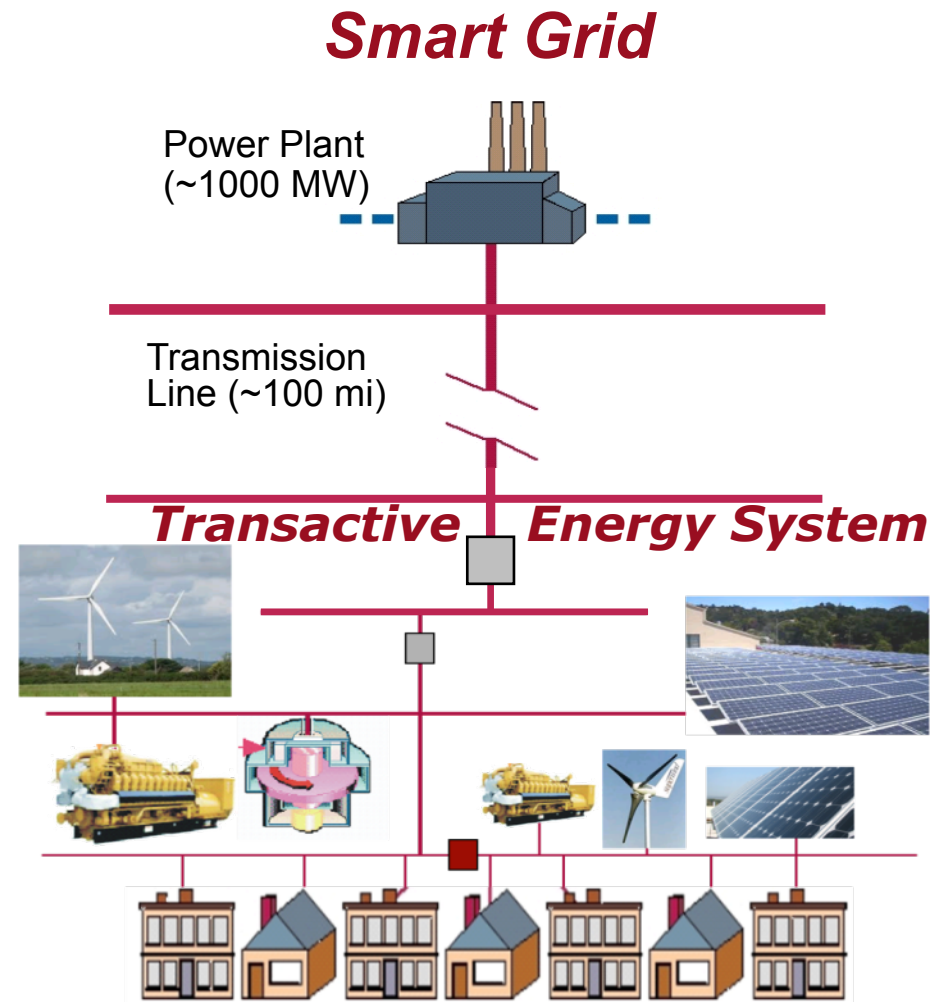 Smart Grid
Power Plant
(~1000 MW)
Transmission
Line (~100 mi)
Transactive Energy System